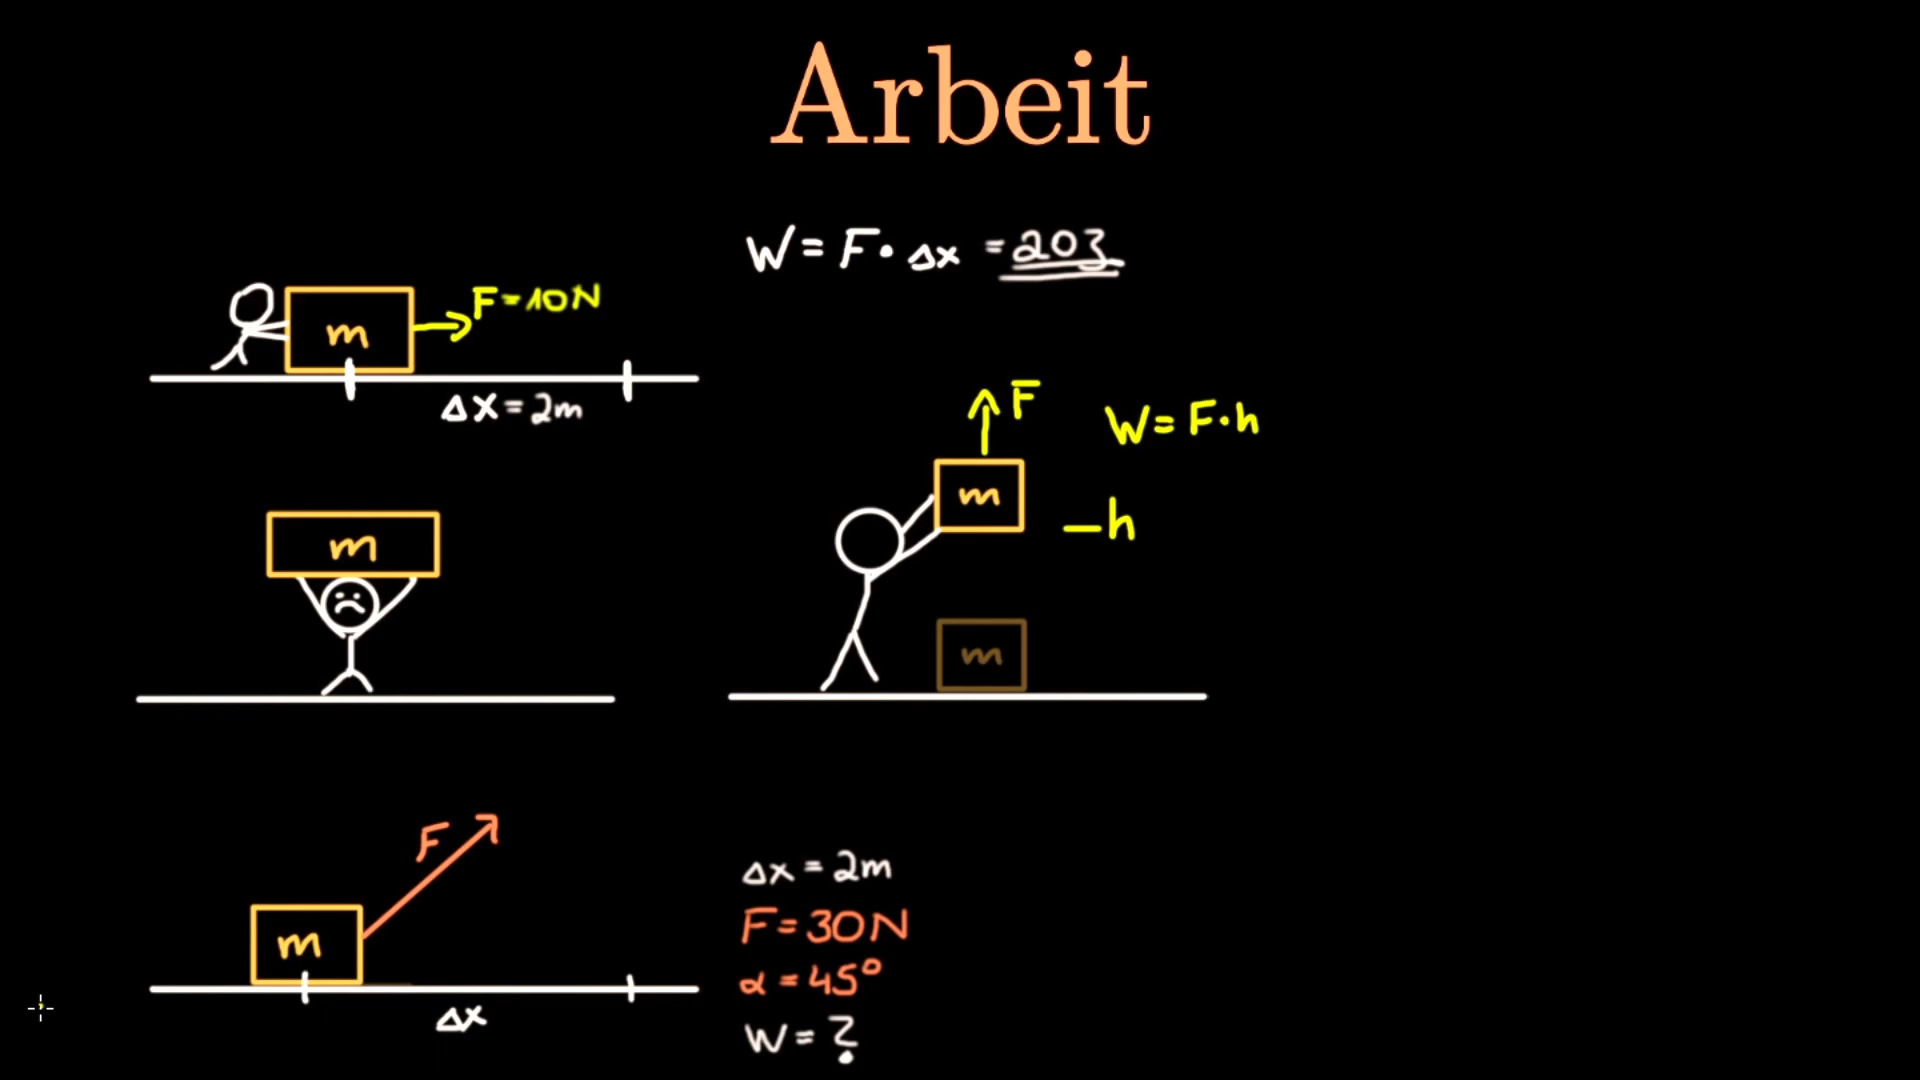 Arbeit
W = F · Δx = 20J
m
F = 10N
Δx = 2m
F
W = F · h
m
– h
m
m
F
m
Δx
Δx = 2m
F = 30N
α = 45°
W = ?